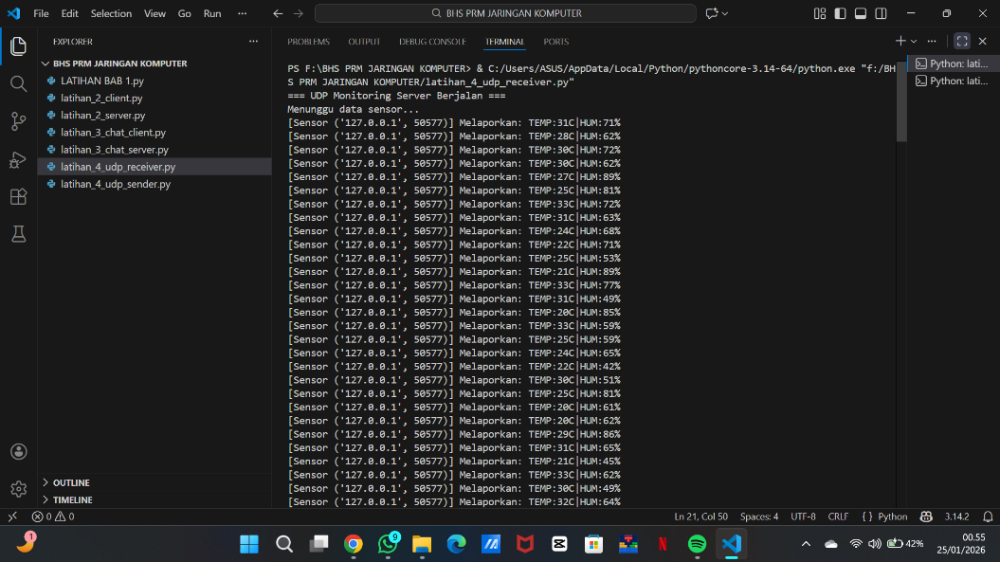 File Edit Selection View Go Run ··· BHS PRM JARINGAN KOMPUTER
EXPLORER ···
BHS PRM JARINGAN KOMPUTER
LATIHAN BAB 1.py
latihan_2_client.py
latihan_2_server.py
latihan_3_chat_client.py
latihan_3_chat_server.py
latihan_4_udp_receiver.py
latihan_4_udp_sender.py
OUTLINE
TIMELINE
PROBLEMS OUTPUT DEBUG CONSOLE TERMINAL PORTS
PS F:\BHS PRM JARINGAN KOMPUTER> & C:/Users/ASUS/AppData/Local/Python/pythoncore-3.14-64/python.exe "f:/BH
S PRM JARINGAN KOMPUTER/latihan_4_udp_receiver.py"
=== UDP Monitoring Server Berjalan ===
Menunggu data sensor...
[Sensor ('127.0.0.1', 50577)] Melaporkan: TEMP:31C|HUM:71%
[Sensor ('127.0.0.1', 50577)] Melaporkan: TEMP:28C|HUM:62%
[Sensor ('127.0.0.1', 50577)] Melaporkan: TEMP:30C|HUM:72%
[Sensor ('127.0.0.1', 50577)] Melaporkan: TEMP:30C|HUM:62%
[Sensor ('127.0.0.1', 50577)] Melaporkan: TEMP:27C|HUM:89%
[Sensor ('127.0.0.1', 50577)] Melaporkan: TEMP:25C|HUM:81%
[Sensor ('127.0.0.1', 50577)] Melaporkan: TEMP:33C|HUM:72%
[Sensor ('127.0.0.1', 50577)] Melaporkan: TEMP:31C|HUM:63%
[Sensor ('127.0.0.1', 50577)] Melaporkan: TEMP:24C|HUM:68%
[Sensor ('127.0.0.1', 50577)] Melaporkan: TEMP:22C|HUM:71%
[Sensor ('127.0.0.1', 50577)] Melaporkan: TEMP:25C|HUM:53%
[Sensor ('127.0.0.1', 50577)] Melaporkan: TEMP:21C|HUM:89%
[Sensor ('127.0.0.1', 50577)] Melaporkan: TEMP:33C|HUM:77%
[Sensor ('127.0.0.1', 50577)] Melaporkan: TEMP:31C|HUM:49%
[Sensor ('127.0.0.1', 50577)] Melaporkan: TEMP:20C|HUM:85%
[Sensor ('127.0.0.1', 50577)] Melaporkan: TEMP:33C|HUM:59%
[Sensor ('127.0.0.1', 50577)] Melaporkan: TEMP:25C|HUM:59%
[Sensor ('127.0.0.1', 50577)] Melaporkan: TEMP:24C|HUM:65%
[Sensor ('127.0.0.1', 50577)] Melaporkan: TEMP:22C|HUM:42%
[Sensor ('127.0.0.1', 50577)] Melaporkan: TEMP:30C|HUM:51%
[Sensor ('127.0.0.1', 50577)] Melaporkan: TEMP:25C|HUM:81%
[Sensor ('127.0.0.1', 50577)] Melaporkan: TEMP:20C|HUM:61%
[Sensor ('127.0.0.1', 50577)] Melaporkan: TEMP:20C|HUM:62%
[Sensor ('127.0.0.1', 50577)] Melaporkan: TEMP:29C|HUM:86%
[Sensor ('127.0.0.1', 50577)] Melaporkan: TEMP:31C|HUM:65%
[Sensor ('127.0.0.1', 50577)] Melaporkan: TEMP:21C|HUM:45%
[Sensor ('127.0.0.1', 50577)] Melaporkan: TEMP:33C|HUM:62%
[Sensor ('127.0.0.1', 50577)] Melaporkan: TEMP:30C|HUM:49%
[Sensor ('127.0.0.1', 50577)] Melaporkan: TEMP:32C|HUM:64%
Python: lati...
Python: lati...
0 0 Ln 21, Col 50 Spaces: 4 UTF-8 CRLF { } Python 3.14.2
1 9 42% 00.55
25/01/2026